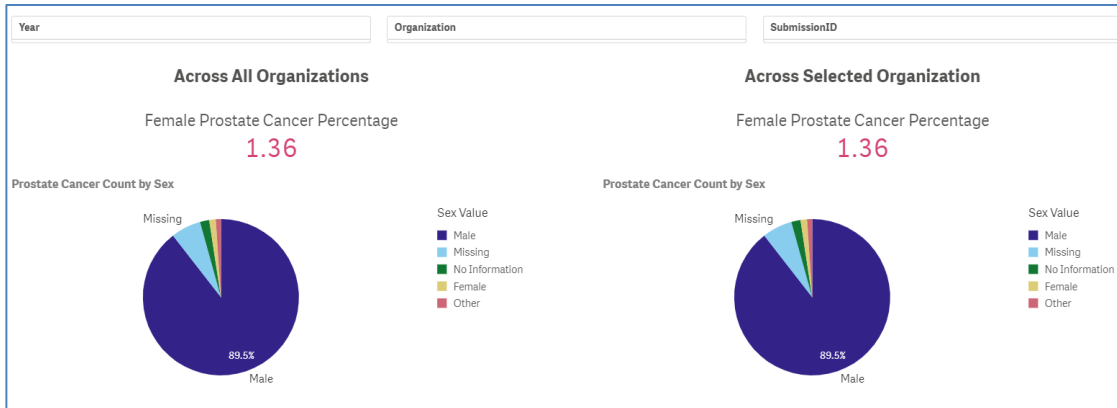 Year
Organization
SubmissionID
Across All Organizations
Female Prostate Cancer Percentage
1.36
Prostate Cancer Count by Sex
Missing
89.5%
Male
Sex Value
Male
Missing
No Information
Female
Other
Across Selected Organization
Female Prostate Cancer Percentage
1.36
Prostate Cancer Count by Sex
Missing
89.5%
Male
Sex Value
Male
Missing
No Information
Female
Other